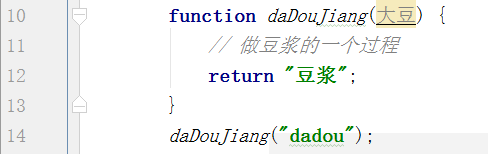 10 function daDouJiang(大豆) {
11 // 做豆浆的一个过程
12 return "豆浆";
13 }
14 daDouJiang("dadou");